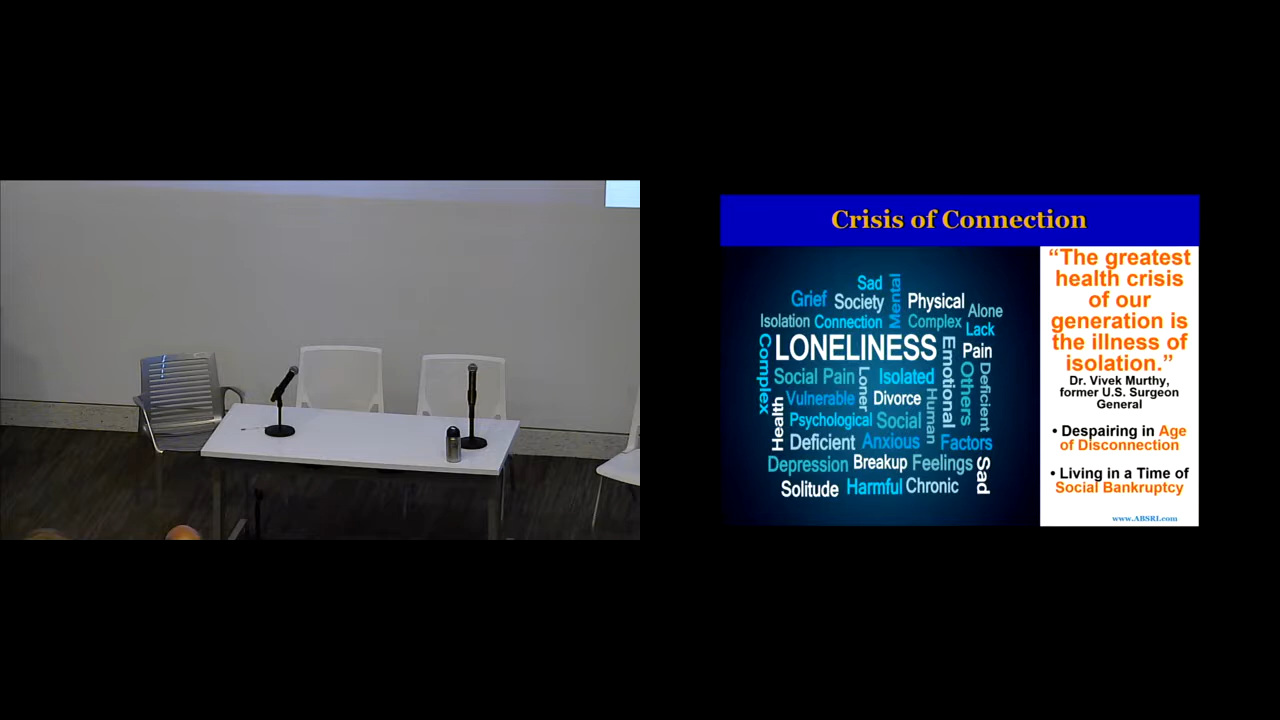 Crisis of Connection
Sad
Mental
Grief Society Physical
Alone
Isolation Connection Complex
Lack
Complex
LONELINESS
Emotional
Pain
Social Pain
Loner
Isolated
Others
Deficient
Vulnerable
Divorce
Human
Health
Psychological Social
Deficient Anxious
Factors
Depression Breakup Feelings
Sad
Solitude Harmful Chronic
“The greatest
health crisis
of our
generation is
the illness of
isolation.”
Dr. Vivek Murthy,
former U.S. Surgeon
General
• Despairing in Age
of Disconnection
• Living in a Time of
Social Bankruptcy
www.ABSRI.com